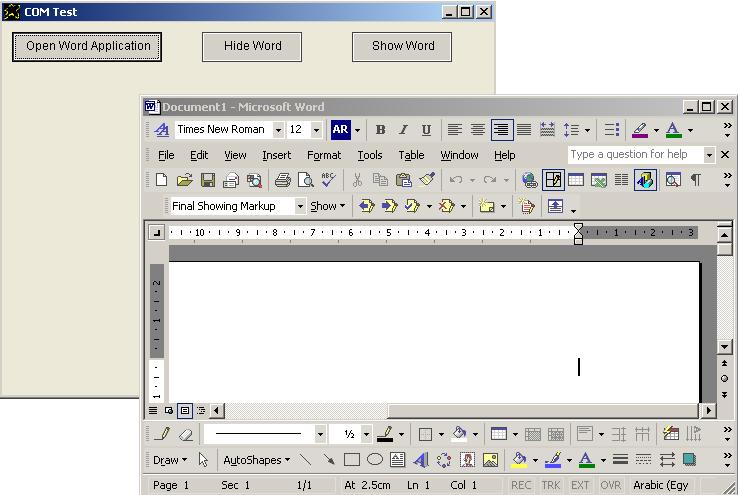 COM Test
Open Word Application Hide Word Show Word
Document1 - Microsoft Word
Times New Roman 12 AR B I U A
File Edit View Insert Format Tools Table Window Help Type a question for help
Final Showing Markup Show
10 9 8 7 6 5 4 3 2 1 1 2 3
2
1
1
½
Draw AutoShapes A
Page 1 Sec 1 1/1 At 2.5cm Ln 1 Col 1 REC TRK EXT OVR Arabic (Egy